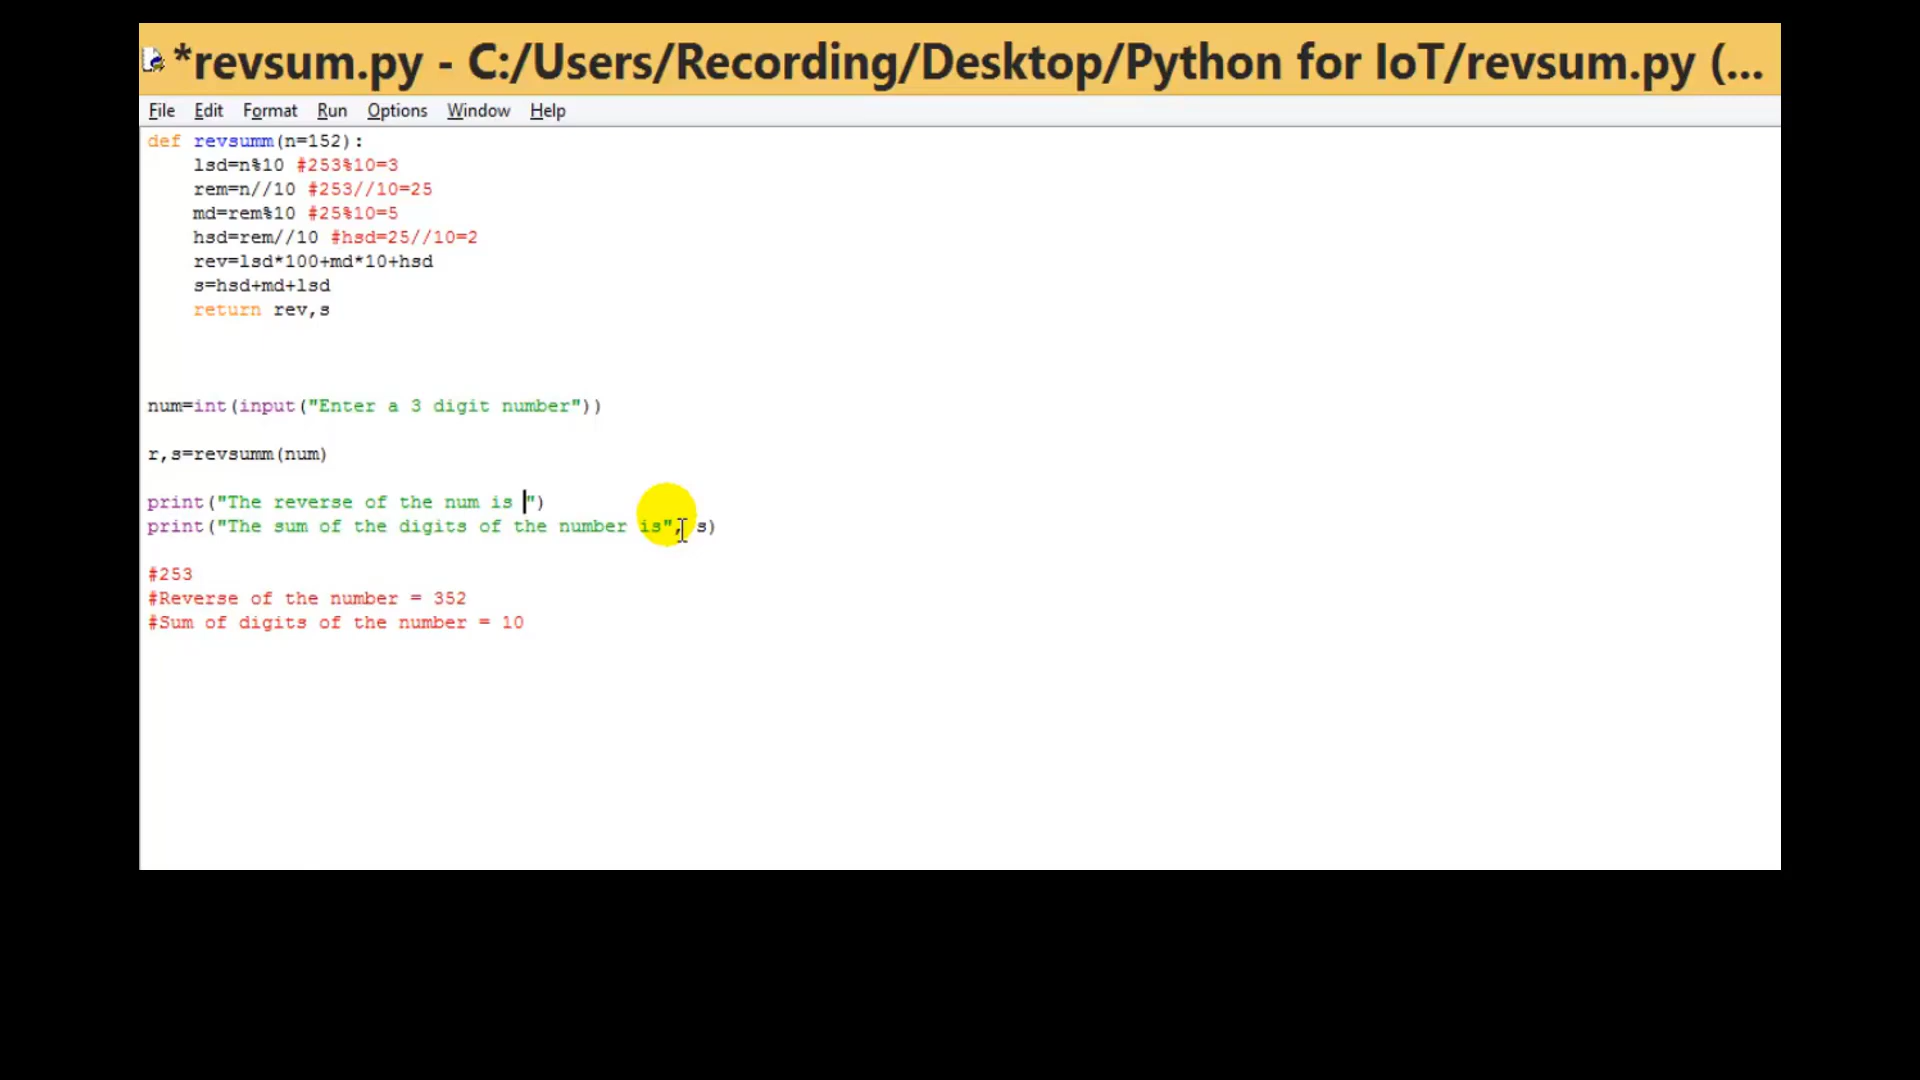 *revsum.py - C:/Users/Recording/Desktop/Python for IoT/revsum.py (...
File Edit Format Run Options Window Help
def revsumm(n=152):
    lsd=n%10 #253%10=3
    rem=n//10 #253//10=25
    md=rem%10 #25%10=5
    hsd=rem//10 #hsd=25//10=2
    rev=lsd*100+md*10+hsd
    s=hsd+md+lsd
    return rev,s
num=int(input("Enter a 3 digit number"))
r,s=revsumm(num)
print("The reverse of the num is ")
print("The sum of the digits of the number is", s)
#253
#Reverse of the number = 352
#Sum of digits of the number = 10